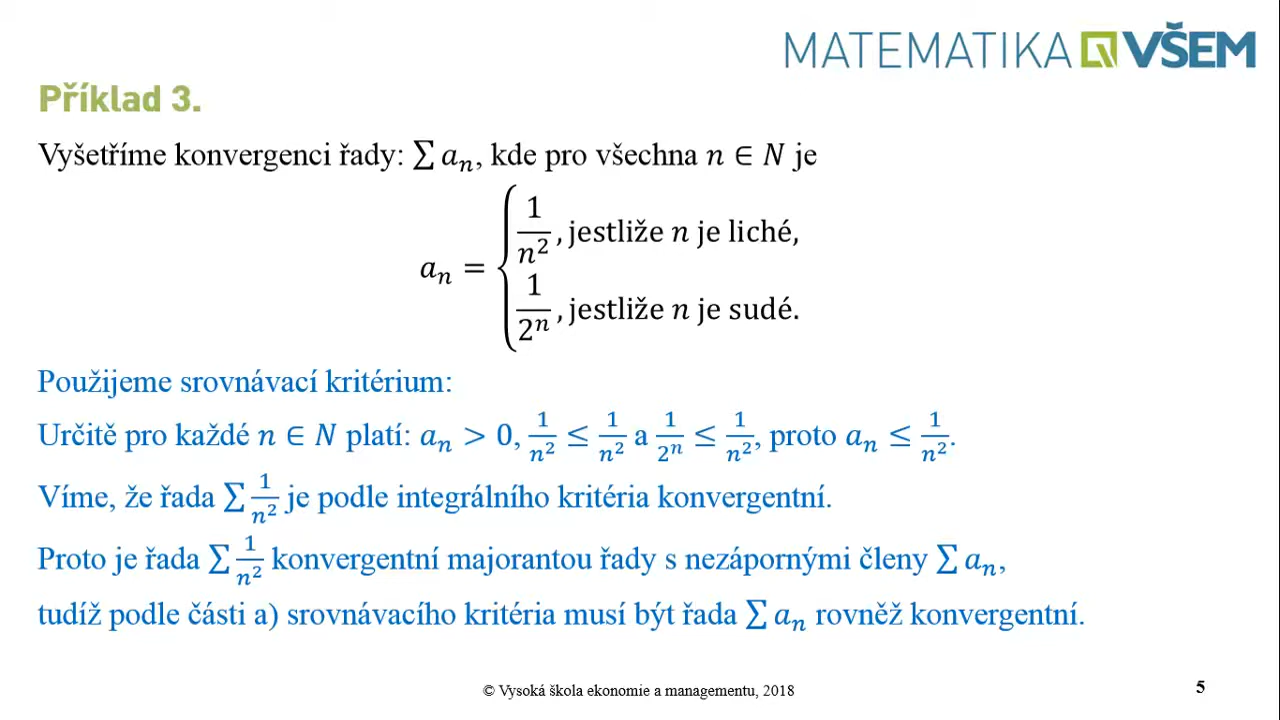 MATEMATIKA VŠEM
Příklad 3.
Vyšetříme konvergenci řady: ∑ aₙ, kde pro všechna n ∈ N je
aₙ = { 1/n², jestliže n je liché,
1/2ⁿ, jestliže n je sudé.
Použijeme srovnávací kritérium:
Určitě pro každé n ∈ N platí: aₙ > 0, 1/n² ≤ 1/n² a 1/2ⁿ ≤ 1/n², proto aₙ ≤ 1/n².
Víme, že řada ∑ 1/n² je podle integrálního kritéria konvergentní.
Proto je řada ∑ 1/n² konvergentní majorantou řady s nezápornými členy ∑ aₙ,
tudíž podle části a) srovnávacího kritéria musí být řada ∑ aₙ rovněž konvergentní.
© Vysoká škola ekonomie a managementu, 2018
5